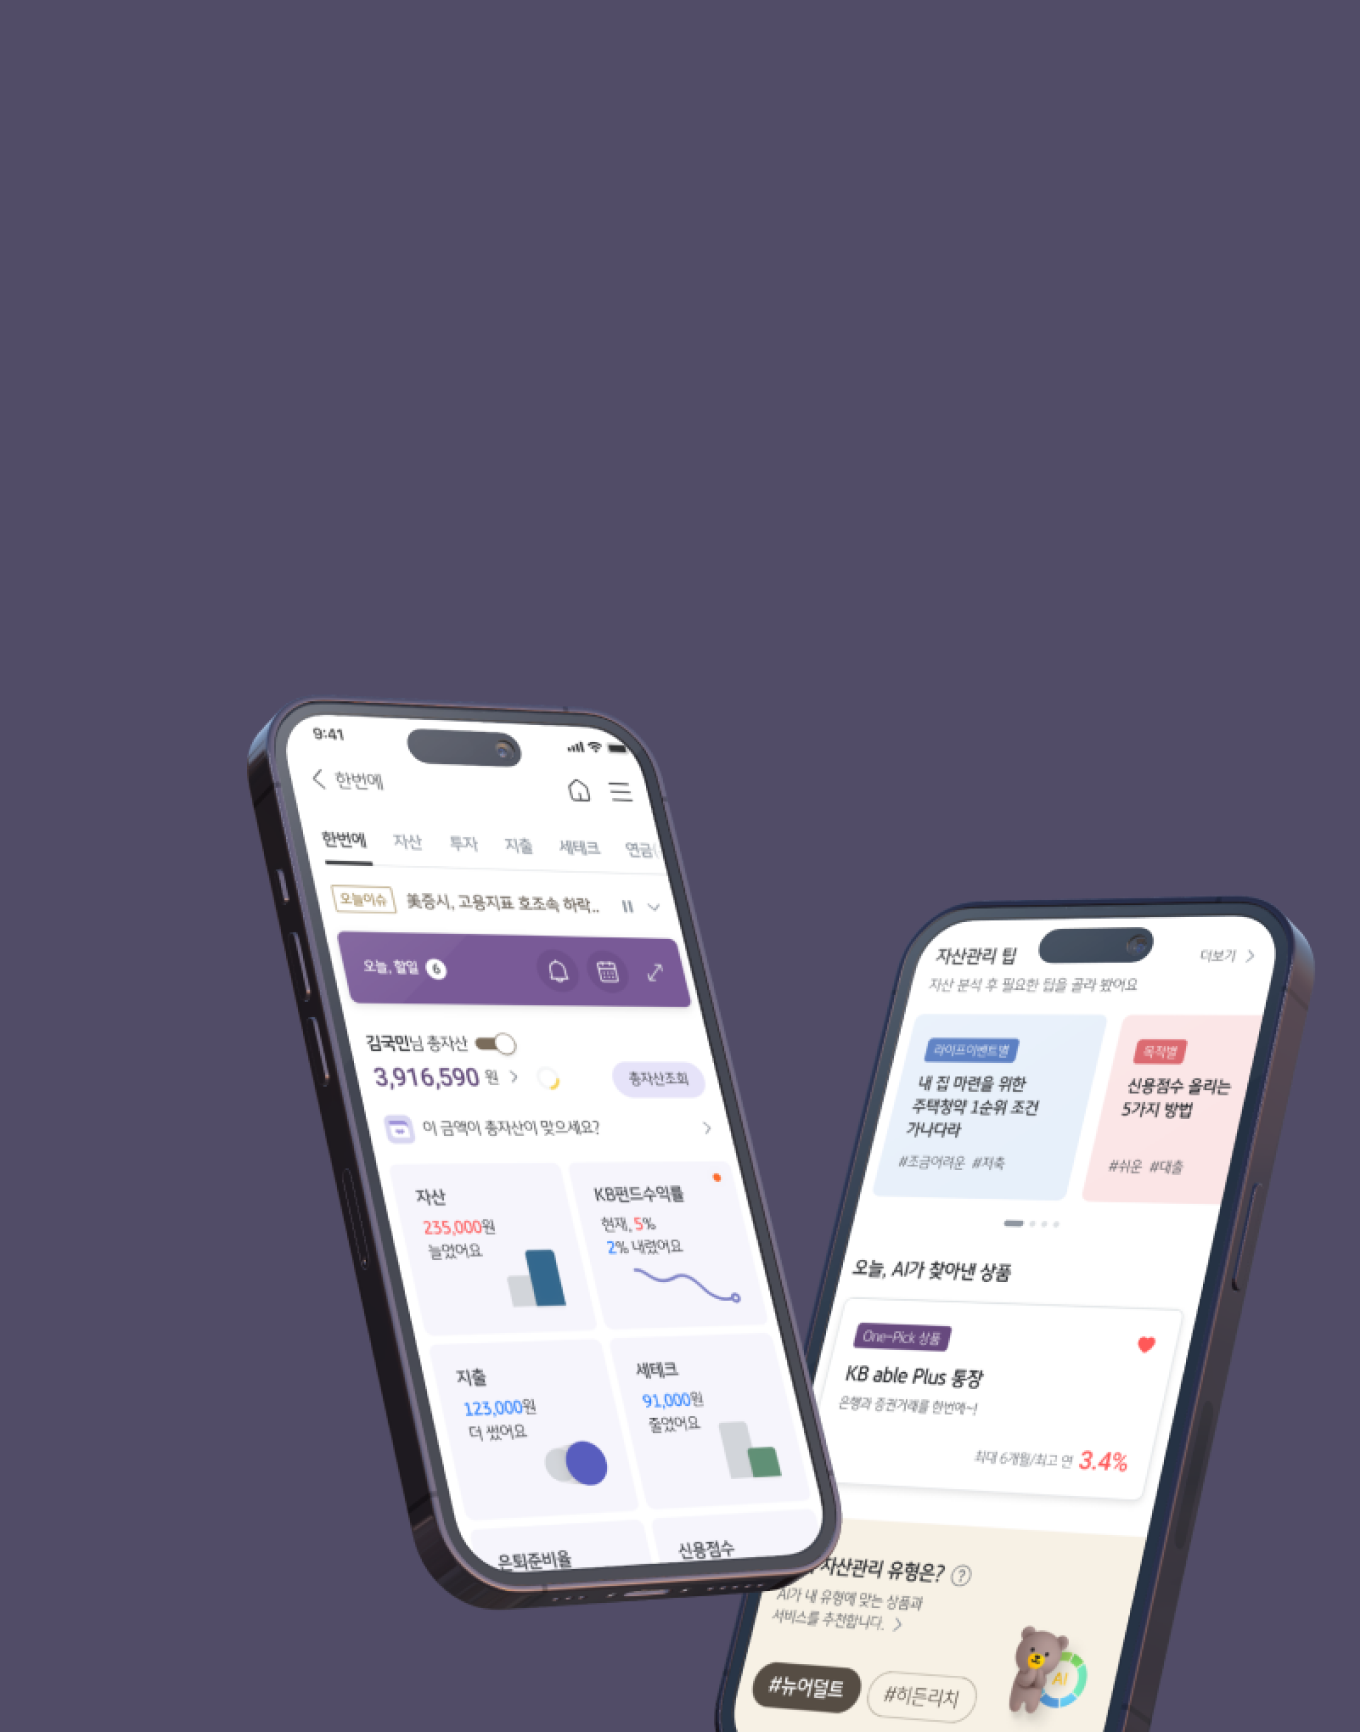 9:41
한번에
한번에 자산 투자 지출 세테크 연금
오늘이슈 美증시, 고용지표 호조속 하락..
오늘, 할일 6
김국민님 총자산
3,916,590 원
총자산조회
이 금액이 총자산이 맞으세요?
자산
235,000원
늘었어요
KB펀드수익률
현재, 5%
2% 내렸어요
지출
123,000원
더 썼어요
세테크
91,000원
줄었어요
은퇴준비율
신용점수
자산관리 팁
더보기
자산 분석 후 필요한 팁을 골라 봤어요
라이프이벤트별
내 집 마련을 위한
주택청약 1순위 조건
가나다라
#조금어려운 #저축
목적별
신용점수 올리는
5가지 방법
#쉬운 #대출
오늘, AI가 찾아낸 상품
One-Pick 상품
KB able Plus 통장
은행과 증권거래를 한번에~!
최대 6개월/최고 연 3.4%
자산관리 유형은? ?
AI가 내 유형에 맞는 상품과
서비스를 추천합니다.
#뉴어덜트
#히든리치
AI